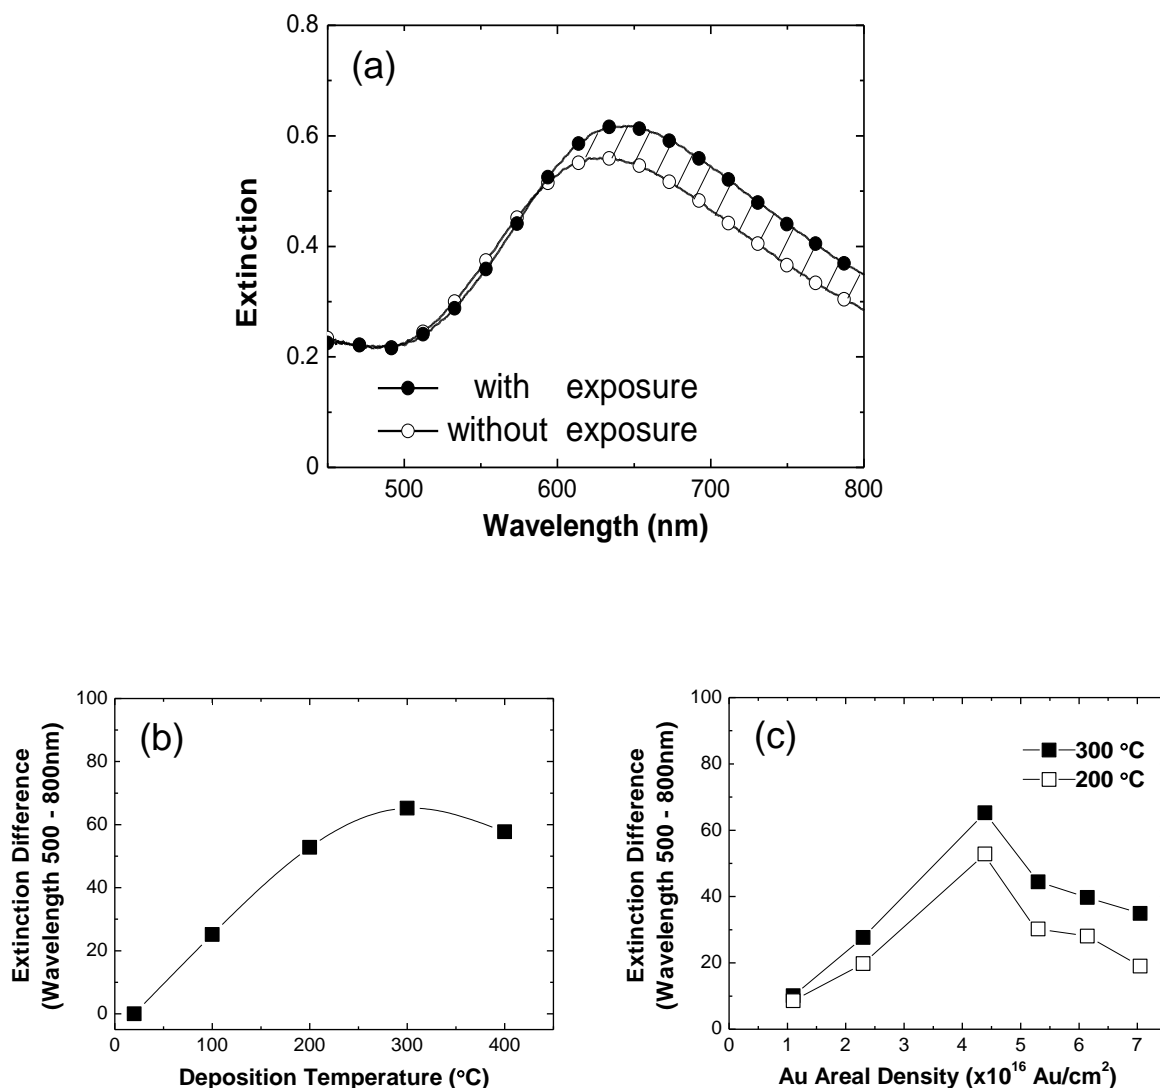 (a)
0.8
0.6
0.4
0.2
0
Extinction
with exposure
without exposure
500 600 700 800
Wavelength (nm)
(b)
100
80
60
40
20
0
Extinction Difference
(Wavelength 500 - 800nm)
0 100 200 300 400
Deposition Temperature (°C)
(c)
100
80
60
40
20
0
Extinction Difference
(Wavelength 500 - 800nm)
300 °C
200 °C
0 1 2 3 4 5 6 7
Au Areal Density (x10¹⁶ Au/cm²)